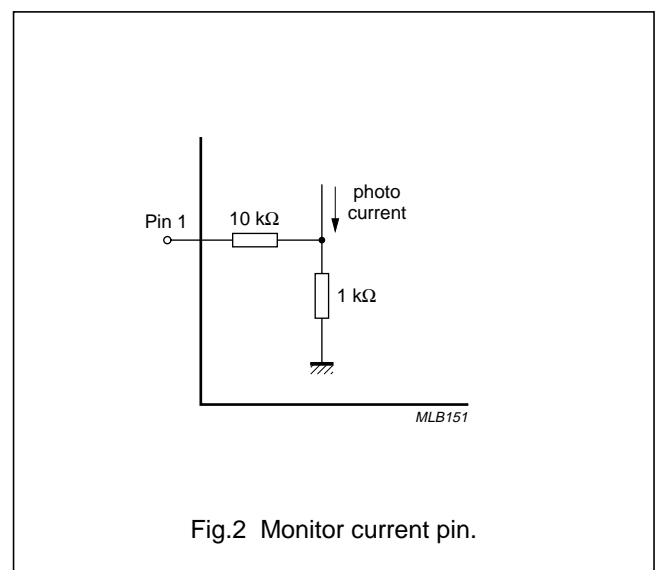 photo
current
Pin 1
10 kΩ
1 kΩ
MLB151
Fig.2 Monitor current pin.